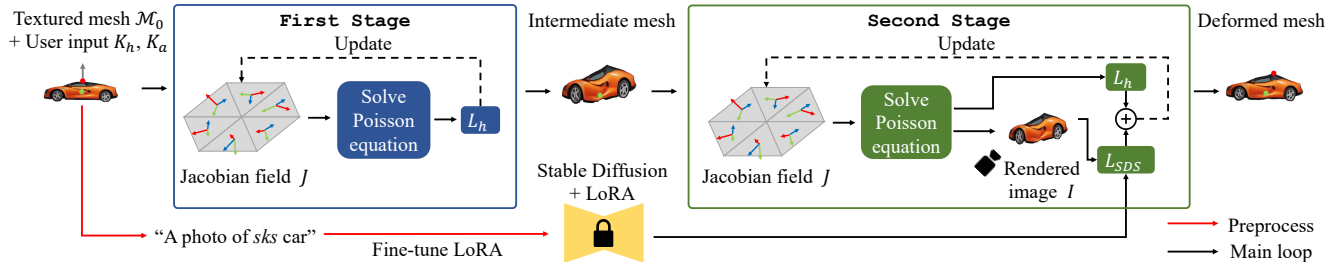 Textured mesh ℳ₀
+ User input Kₕ, Kₐ
First Stage
Update
Solve
Poisson
equation
Lₕ
Jacobian field J
Intermediate mesh
Second Stage
Update
Solve
Poisson
equation
Lₕ
+
L_SDS
Rendered
image I
Jacobian field J
Deformed mesh
Stable Diffusion
+ LoRA
“A photo of sks car”
Fine-tune LoRA
Preprocess
Main loop